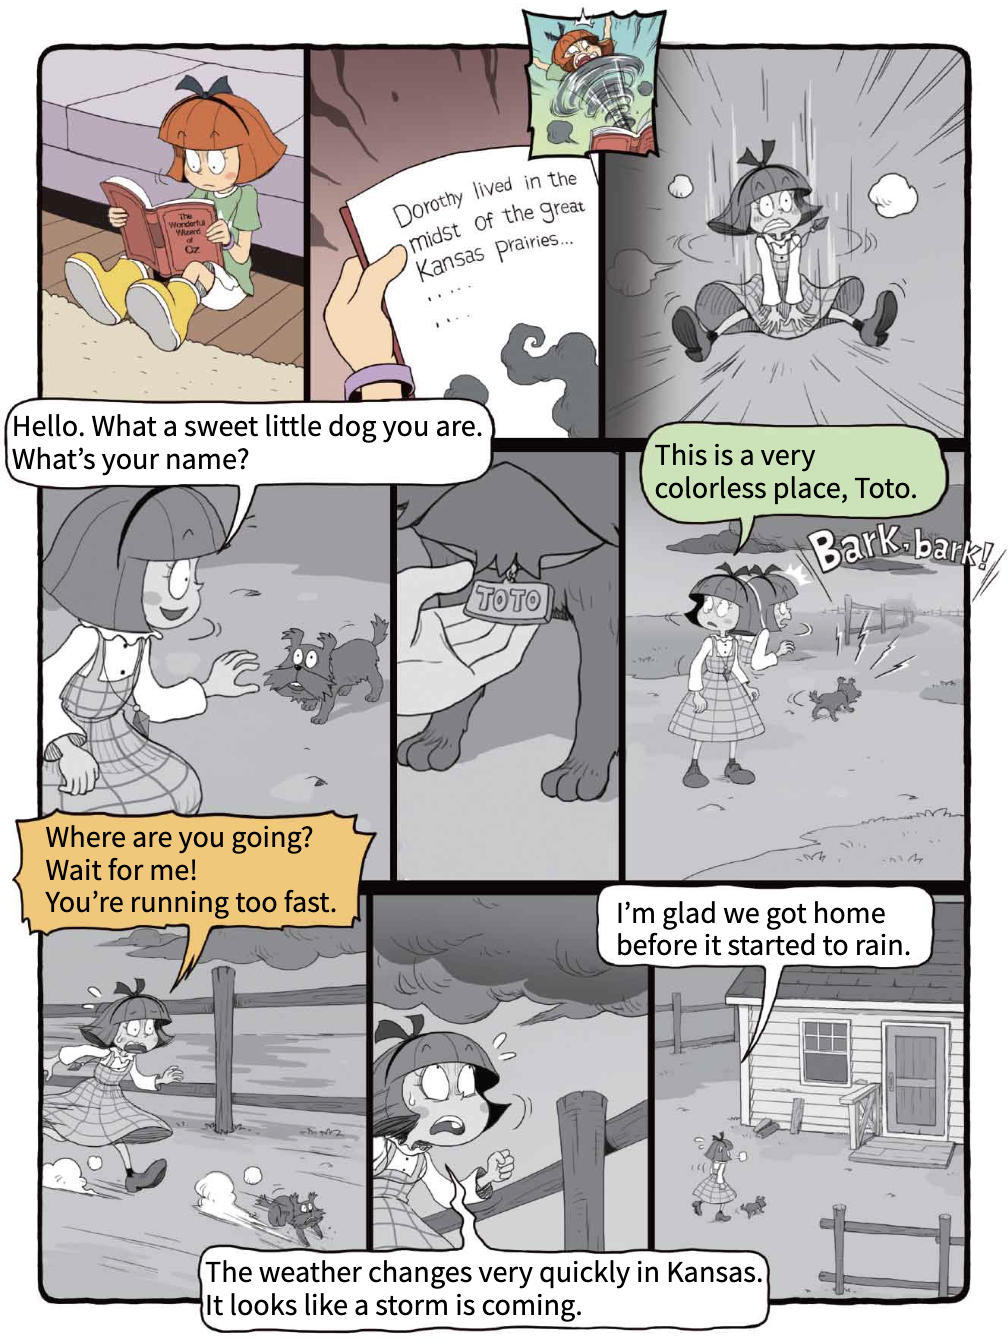 The
Wonderful
Wizard
of
Oz
Dorothy lived in the
midst of the great
Kansas Prairies...
.....
.....
Hello. What a sweet little dog you are.
What's your name?
TOTO
This is a very
colorless place, Toto.
Bark, bark!
Where are you going?
Wait for me!
You're running too fast.
The weather changes very quickly in Kansas.
It looks like a storm is coming.
I'm glad we got home
before it started to rain.